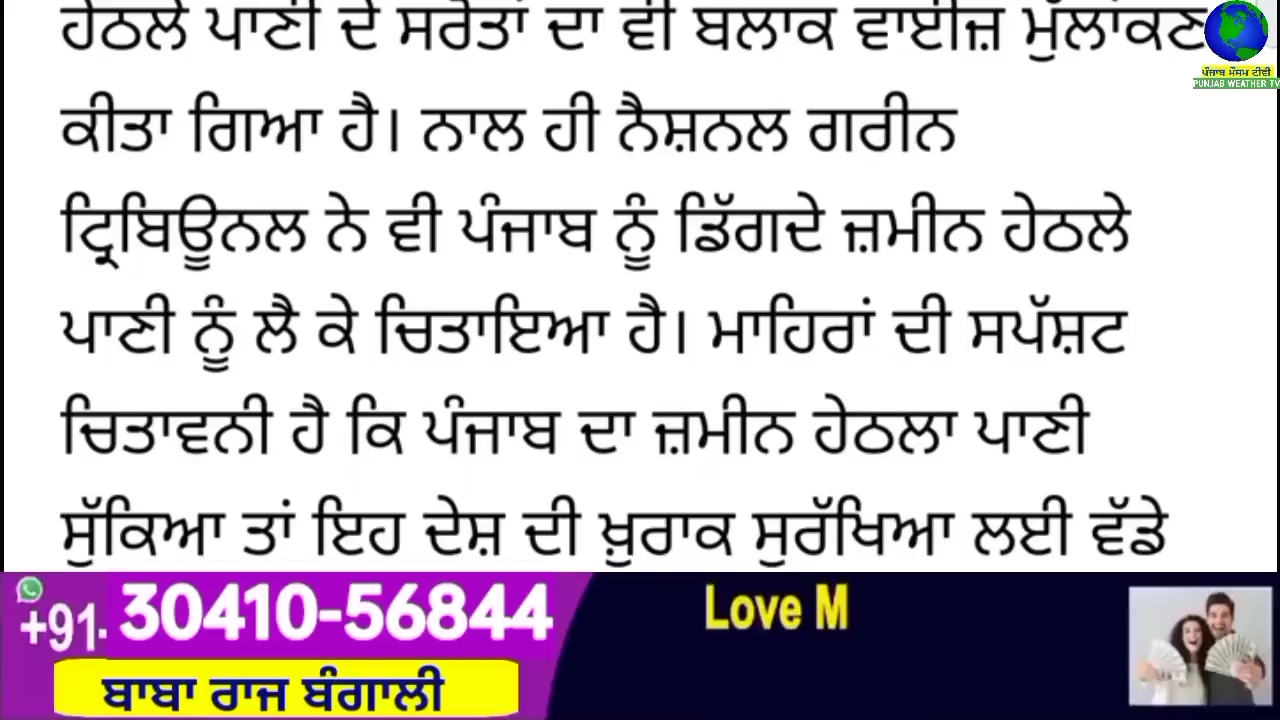 ਹੇਠਲੇ ਪਾਣੀ ਦੇ ਸਰੋਤਾਂ ਦਾ ਵੀ ਬਲਾਕ ਵਾਈਜ਼ ਮੁੱਲਾਂਕਣ
ਕੀਤਾ ਗਿਆ ਹੈ। ਨਾਲ ਹੀ ਨੈਸ਼ਨਲ ਗਰੀਨ
ਟ੍ਰਿਬਿਊਨਲ ਨੇ ਵੀ ਪੰਜਾਬ ਨੂੰ ਡਿੱਗਦੇ ਜ਼ਮੀਨ ਹੇਠਲੇ
ਪਾਣੀ ਨੂੰ ਲੈ ਕੇ ਚਿਤਾਇਆ ਹੈ। ਮਾਹਿਰਾਂ ਦੀ ਸਪੱਸ਼ਟ
ਚਿਤਾਵਨੀ ਹੈ ਕਿ ਪੰਜਾਬ ਦਾ ਜ਼ਮੀਨ ਹੇਠਲਾ ਪਾਣੀ
ਸੁੱਕਿਆ ਤਾਂ ਇਹ ਦੇਸ਼ ਦੀ ਖ਼ੁਰਾਕ ਸੁਰੱਖਿਆ ਲਈ ਵੱਡੇ
ਪੰਜਾਬ ਮੌਸਮ ਟੀਵੀ
PUNJAB WEATHER TV
+91- 30410-56844
ਬਾਬਾ ਰਾਜ ਬੰਗਾਲੀ
Love M